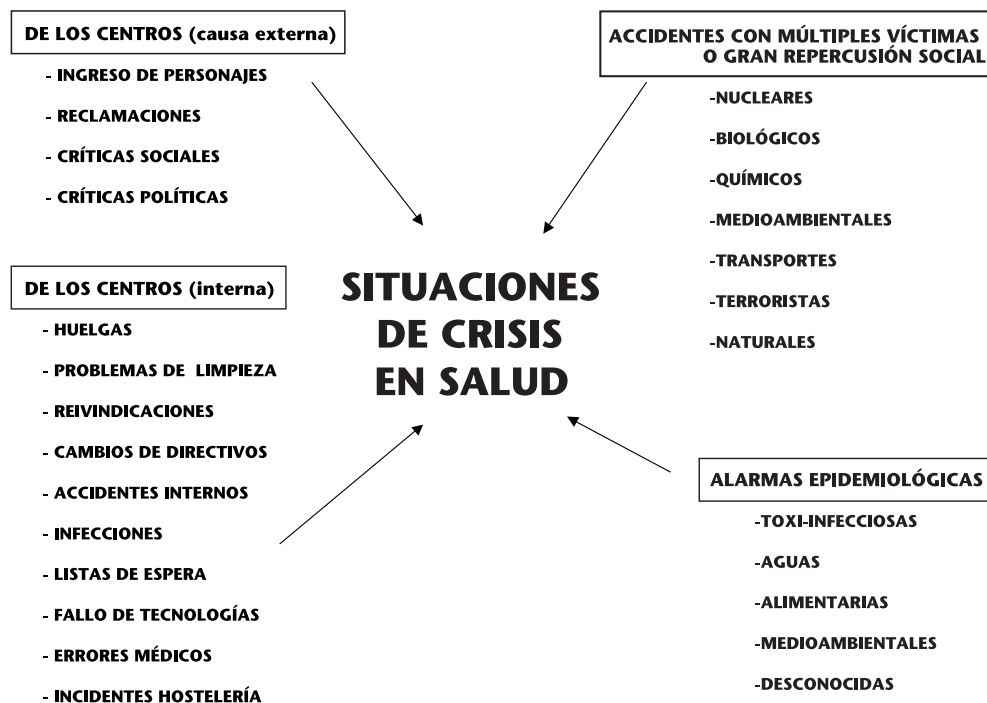 DE LOS CENTROS (causa externa)
- INGRESO DE PERSONAJES
- RECLAMACIONES
- CRÍTICAS SOCIALES
- CRÍTICAS POLÍTICAS
ACCIDENTES CON MÚLTIPLES VÍCTIMAS
O GRAN REPERCUSIÓN SOCIAL
-NUCLEARES
-BIOLÓGICOS
-QUÍMICOS
-MEDIOAMBIENTALES
-TRANSPORTES
-TERRORISTAS
-NATURALES
SITUACIONES
DE CRISIS
EN SALUD
DE LOS CENTROS (interna)
- HUELGAS
- PROBLEMAS DE LIMPIEZA
- REIVINDICACIONES
- CAMBIOS DE DIRECTIVOS
- ACCIDENTES INTERNOS
- INFECCIONES
- LISTAS DE ESPERA
- FALLO DE TECNOLOGÍAS
- ERRORES MÉDICOS
- INCIDENTES HOSTELERÍA
ALARMAS EPIDEMIOLÓGICAS
-TOXI-INFECCIOSAS
-AGUAS
-ALIMENTARIAS
-MEDIOAMBIENTALES
-DESCONOCIDAS